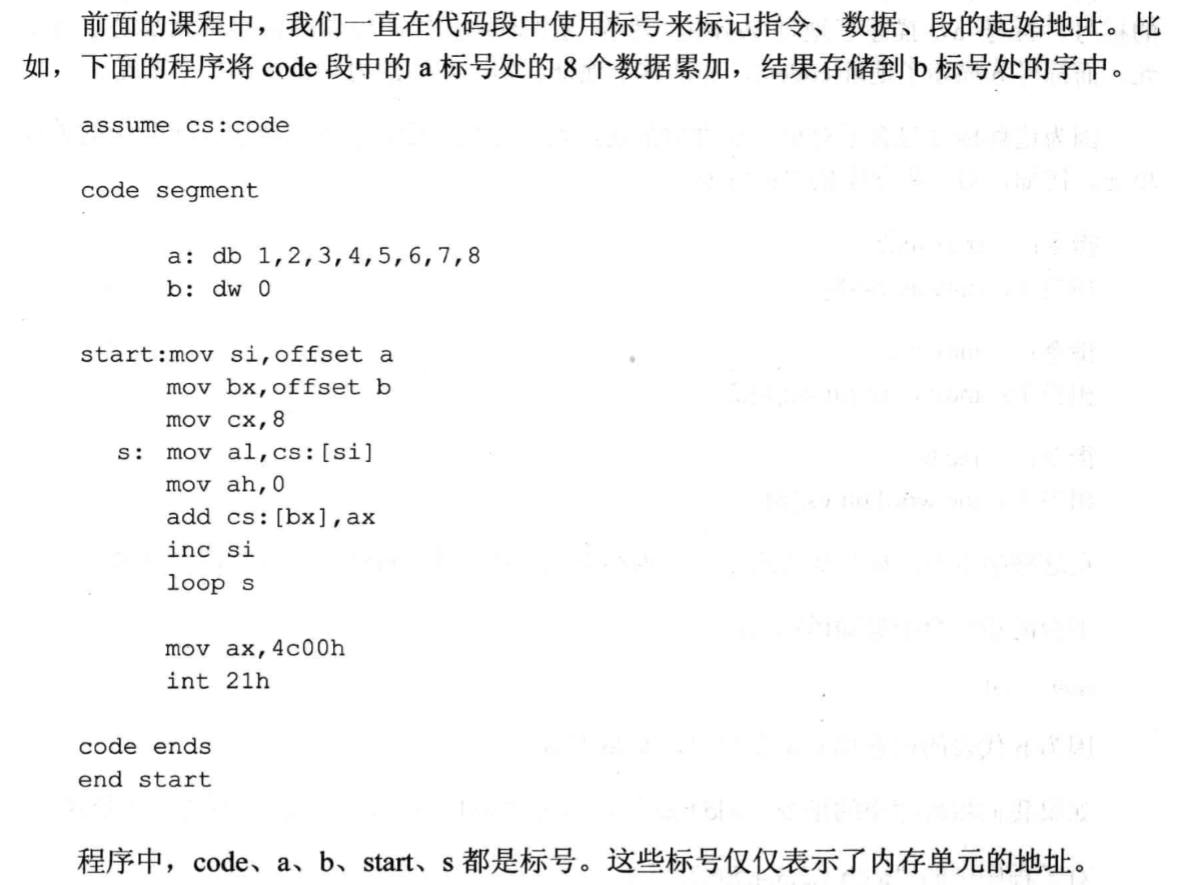 前面的课程中，我们一直在代码段中使用标号来标记指令、数据、段的起始地址。比
如，下面的程序将 code 段中的 a 标号处的 8 个数据累加，结果存储到 b 标号处的字中。
assume cs:code
code segment
a: db 1,2,3,4,5,6,7,8
b: dw 0
start:mov si,offset a
mov bx,offset b
mov cx,8
s: mov al,cs:[si]
mov ah,0
add cs:[bx],ax
inc si
loop s
mov ax,4c00h
int 21h
code ends
end start
程序中，code、a、b、start、s 都是标号。这些标号仅仅表示了内存单元的地址。